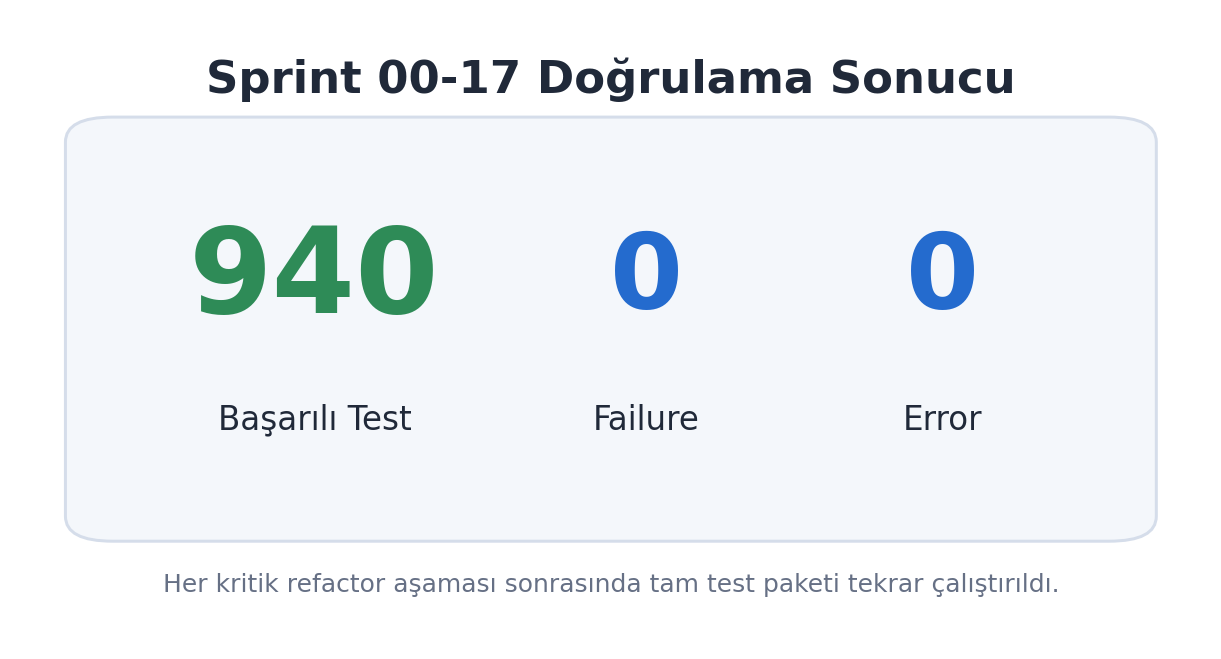 Sprint 00-17 Doğrulama Sonucu
940 0 0
Başarılı Test Failure Error
Her kritik refactor aşaması sonrasında tam test paketi tekrar çalıştırıldı.